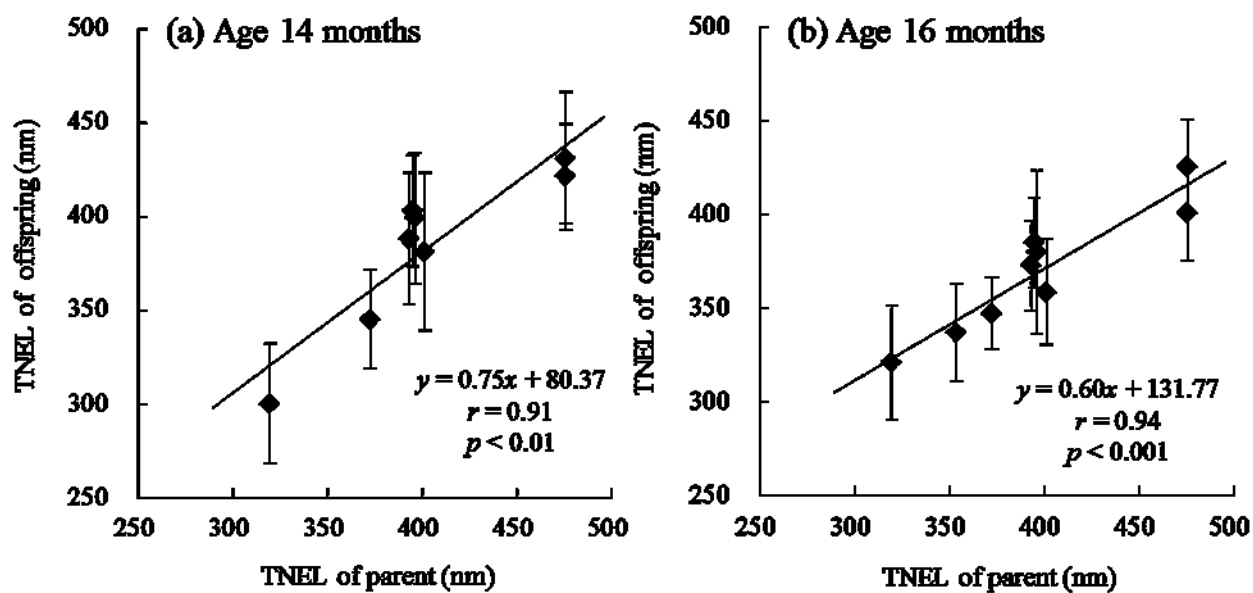 (a) Age 14 months
500
450
400
350
300
250
TNEL of offspring (nm)
y = 0.75x + 80.37
r = 0.91
p < 0.01
250 300 350 400 450 500
TNEL of parent (nm)
(b) Age 16 months
500
450
400
350
300
250
TNEL of offspring (nm)
y = 0.60x + 131.77
r = 0.94
p < 0.001
250 300 350 400 450 500
TNEL of parent (nm)